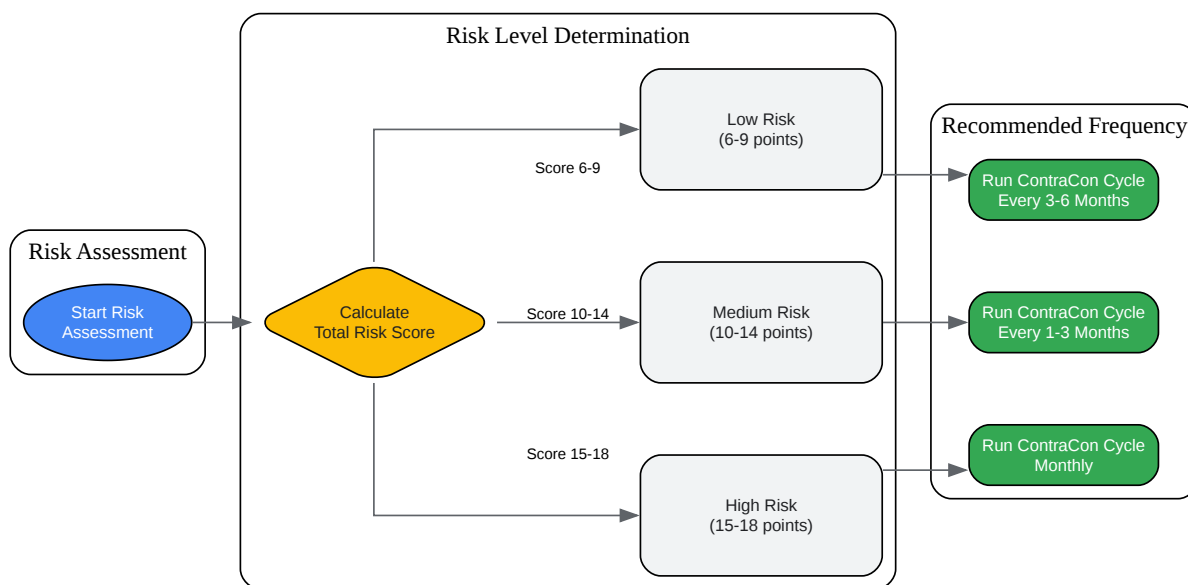 Risk Level Determination
Low Risk
(6-9 points)
Score 6-9
Recommended Frequency
Run ContraCon Cycle
Every 3-6 Months
Risk Assessment
Start Risk
Assessment
Calculate
Total Risk Score
Score 10-14
Medium Risk
(10-14 points)
Run ContraCon Cycle
Every 1-3 Months
Score 15-18
High Risk
(15-18 points)
Run ContraCon Cycle
Monthly